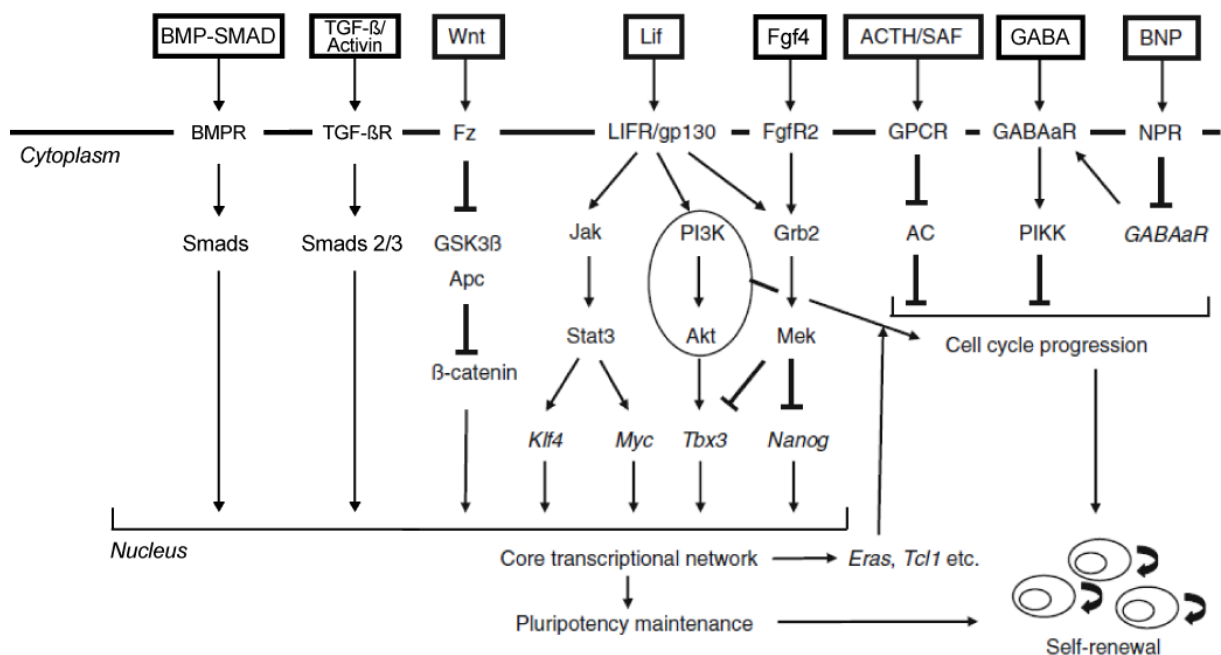 BMP-SMAD
TGF-ß/
Activin
Wnt
Lif
Fgf4
ACTH/SAF
GABA
BNP
BMPR
TGF-ßR
Fz
LIFR/gp130
FgfR2
GPCR
GABAaR
NPR
Cytoplasm
Smads
Smads 2/3
GSK3ß
Apc
Jak
PI3K
Grb2
AC
PIKK
GABAaR
Stat3
Akt
Mek
Cell cycle progression
ß-catenin
Klf4
Myc
Tbx3
Nanog
Nucleus
Core transcriptional network
Eras, Tcl1 etc.
Pluripotency maintenance
Self-renewal